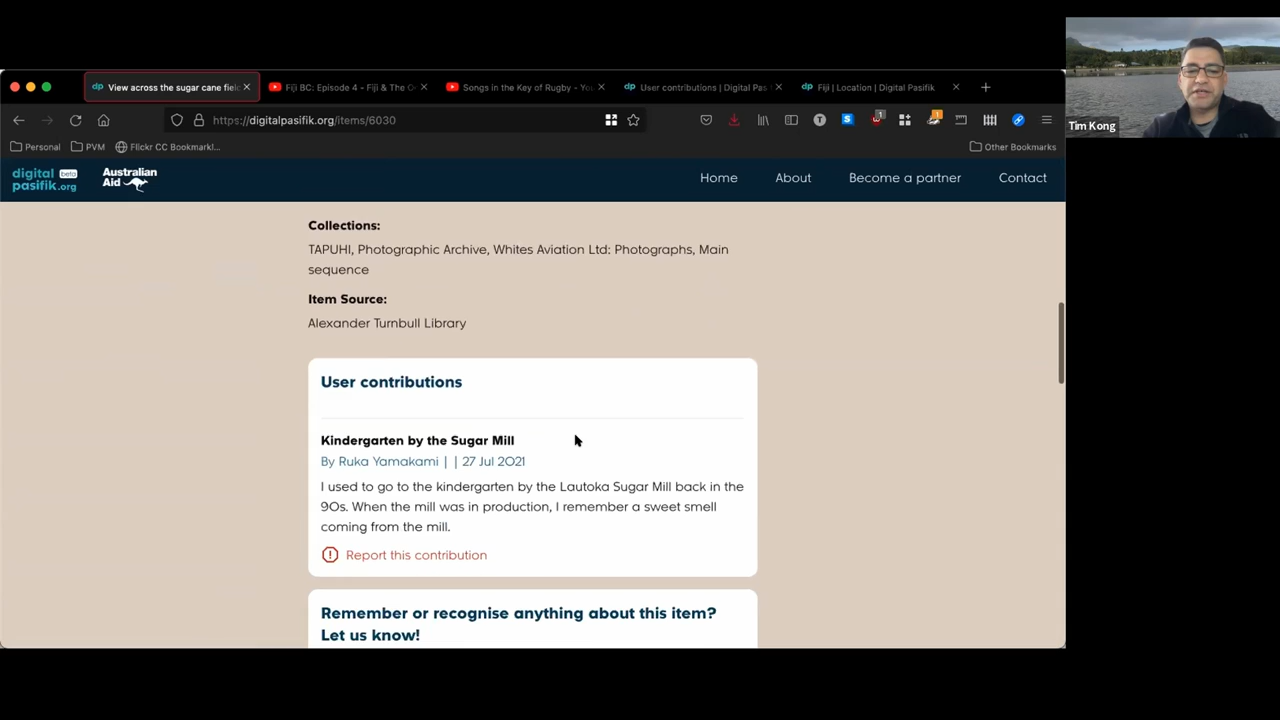 View across the sugar cane fiel
Fiji BC: Episode 4 - Fiji & The O
Songs in the Key of Rugby - Yo
User contributions | Digital Pas
Fiji | Location | Digital Pasifik
https://digitalpasifik.org/items/6030
1
Personal
PVM
Flickr CC Bookmarkl...
Other Bookmarks
Tim Kong
digital beta
pasifik.org
Australian
Aid
Home
About
Become a partner
Contact
Collections:
TAPUHI, Photographic Archive, Whites Aviation Ltd: Photographs, Main
sequence
Item Source:
Alexander Turnbull Library
User contributions
Kindergarten by the Sugar Mill
By Ruka Yamakami | | 27 Jul 2021
I used to go to the kindergarten by the Lautoka Sugar Mill back in the
90s. When the mill was in production, I remember a sweet smell
coming from the mill.
Report this contribution
Remember or recognise anything about this item?
Let us know!